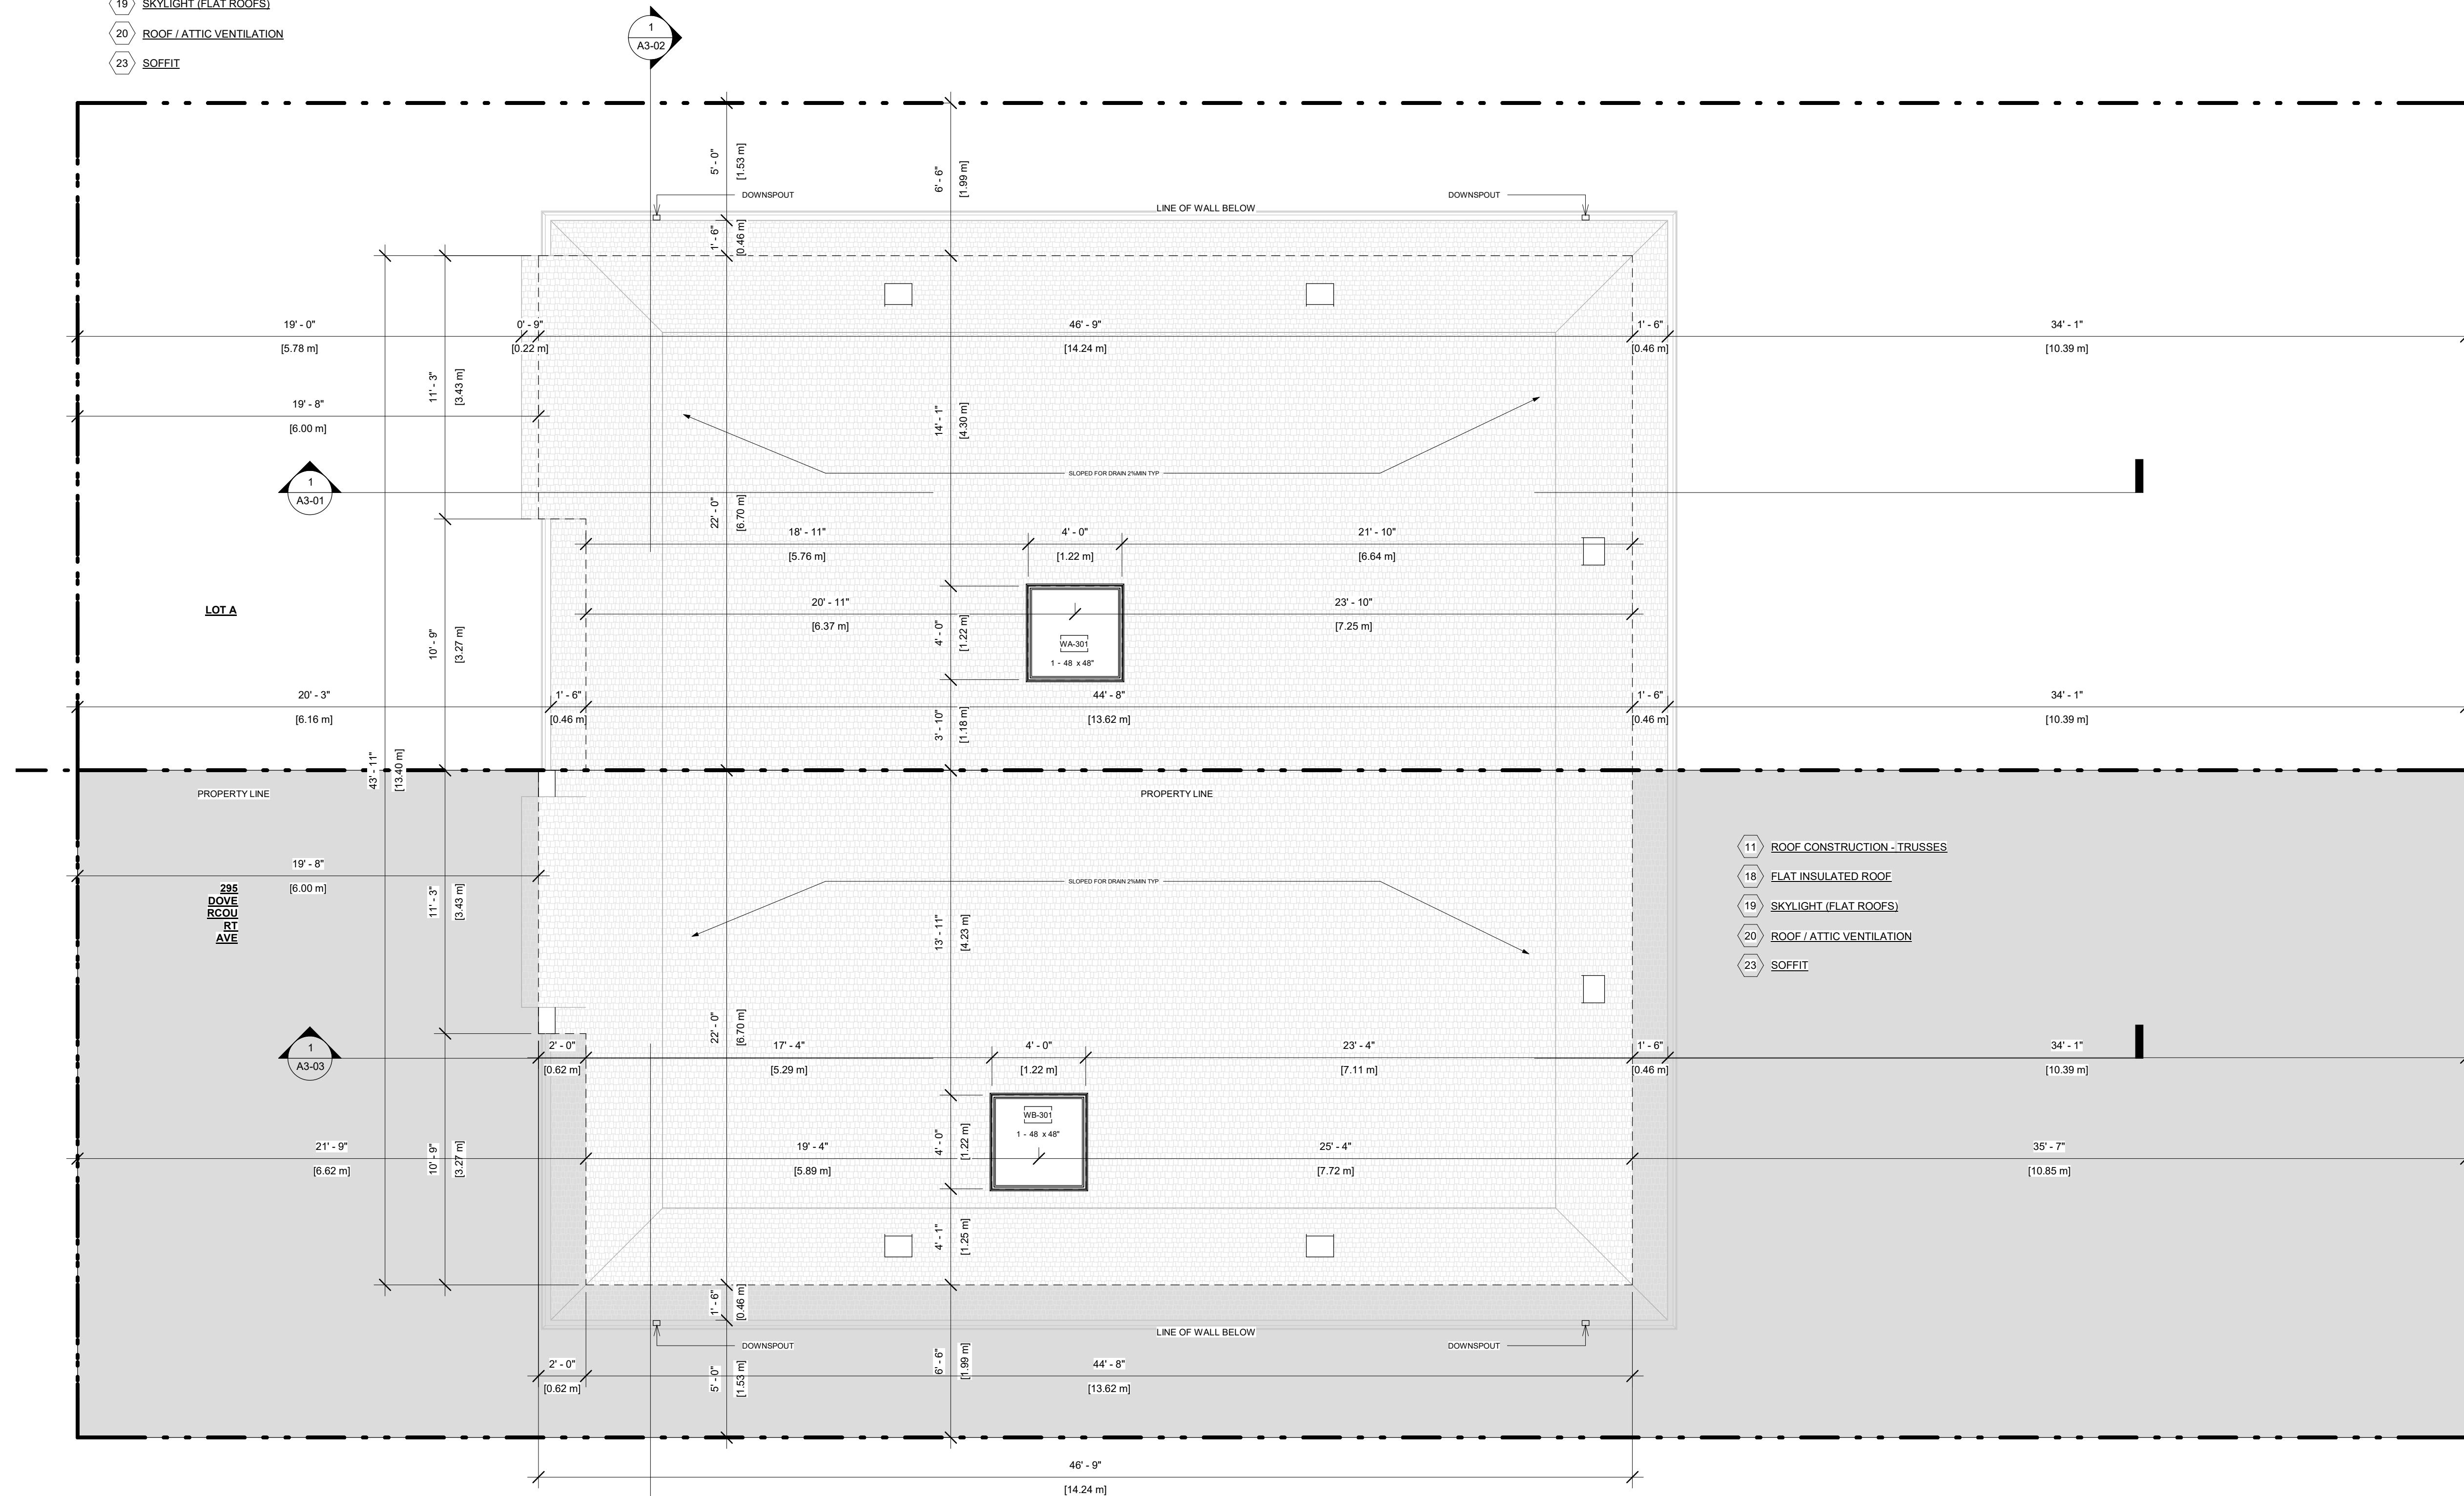 19 SKYLIGHT (FLAT ROOFS)
20 ROOF / ATTIC VENTILATION
23 SOFFIT
1
A3-02
5' - 0"
[1.53 m]
6' - 6"
[1.99 m]
DOWNSPOUT
DOWNSPOUT
LINE OF WALL BELOW
1' - 6"
[0.46 m]
19' - 0"
[5.78 m]
0' - 9"
[0.22 m]
46' - 9"
[14.24 m]
1' - 6"
[0.46 m]
34' - 1"
[10.39 m]
11' - 3"
[3.43 m]
19' - 8"
[6.00 m]
14' - 1"
[4.30 m]
SLOPED FOR DRAIN 2%MIN TYP
1
A3-01
22' - 0"
[6.70 m]
18' - 11"
[5.76 m]
4' - 0"
[1.22 m]
21' - 10"
[6.64 m]
LOT A
20' - 11"
[6.37 m]
23' - 10"
[7.25 m]
4' - 0"
[1.22 m]
WA-301
1 - 48 x 48"
10' - 9"
[3.27 m]
20' - 3"
[6.16 m]
1' - 6"
[0.46 m]
44' - 8"
[13.62 m]
1' - 6"
[0.46 m]
34' - 1"
[10.39 m]
3' - 10"
[1.18 m]
43' - 11"
[13.40 m]
PROPERTY LINE
PROPERTY LINE
19' - 8"
[6.00 m]
295
DOVE
RCOU
RT
AVE
11' - 3"
[3.43 m]
SLOPED FOR DRAIN 2%MIN TYP
13' - 11"
[4.23 m]
11 ROOF CONSTRUCTION - TRUSSES
18 FLAT INSULATED ROOF
19 SKYLIGHT (FLAT ROOFS)
20 ROOF / ATTIC VENTILATION
23 SOFFIT
1
A3-03
22' - 0"
[6.70 m]
2' - 0"
[0.62 m]
17' - 4"
[5.29 m]
4' - 0"
[1.22 m]
23' - 4"
[7.11 m]
1' - 6"
[0.46 m]
34' - 1"
[10.39 m]
WB-301
1 - 48 x 48"
21' - 9"
[6.62 m]
10' - 9"
[3.27 m]
19' - 4"
[5.89 m]
4' - 0"
[1.22 m]
25' - 4"
[7.72 m]
35' - 7"
[10.85 m]
4' - 1"
[1.25 m]
1' - 6"
[0.46 m]
LINE OF WALL BELOW
DOWNSPOUT
DOWNSPOUT
2' - 0"
[0.62 m]
5' - 0"
[1.53 m]
6' - 6"
[1.99 m]
44' - 8"
[13.62 m]
46' - 9"
[14.24 m]